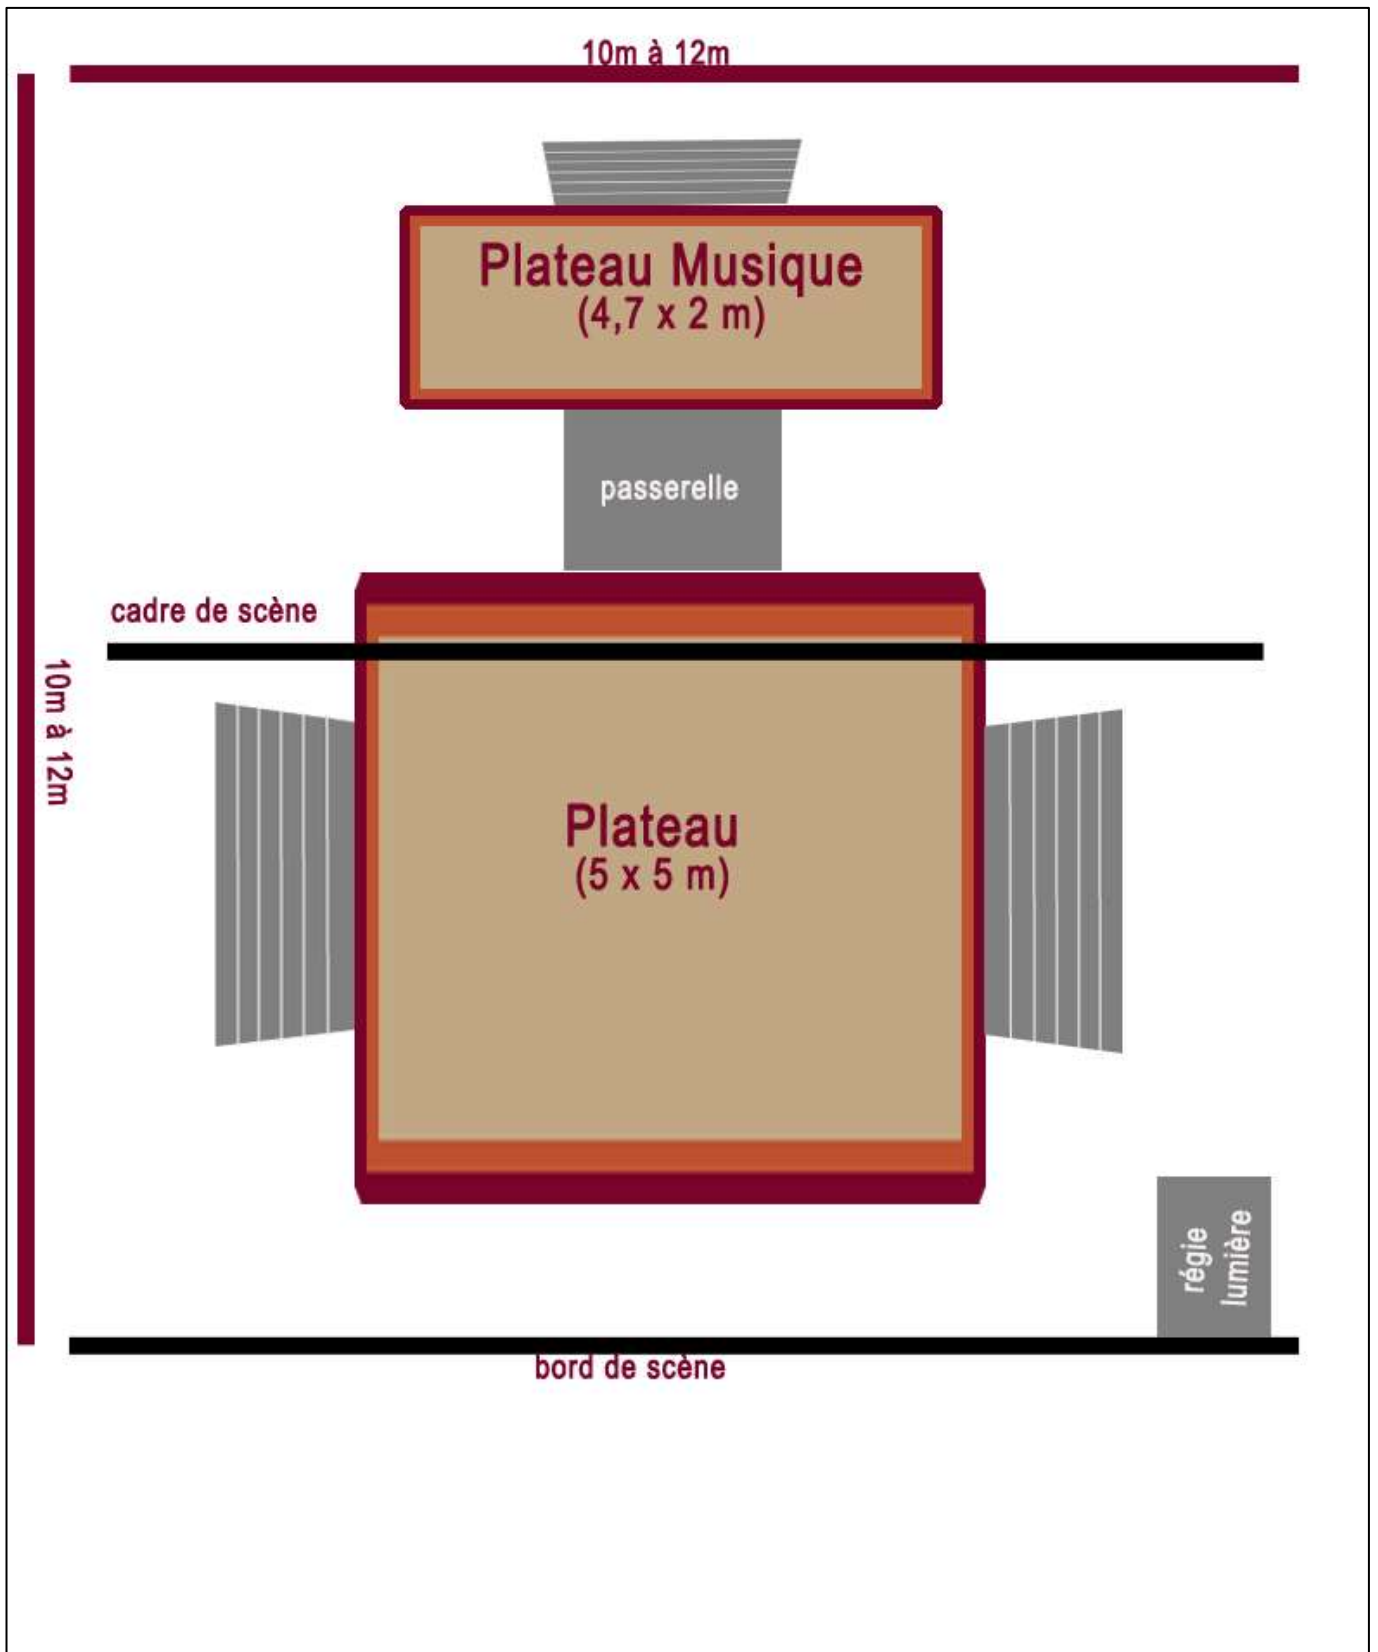 10m à 12m
Plateau Musique
(4,7 x 2 m)
passerelle
cadre de scène
10m à 12m
Plateau
(5 x 5 m)
régie
lumière
bord de scène